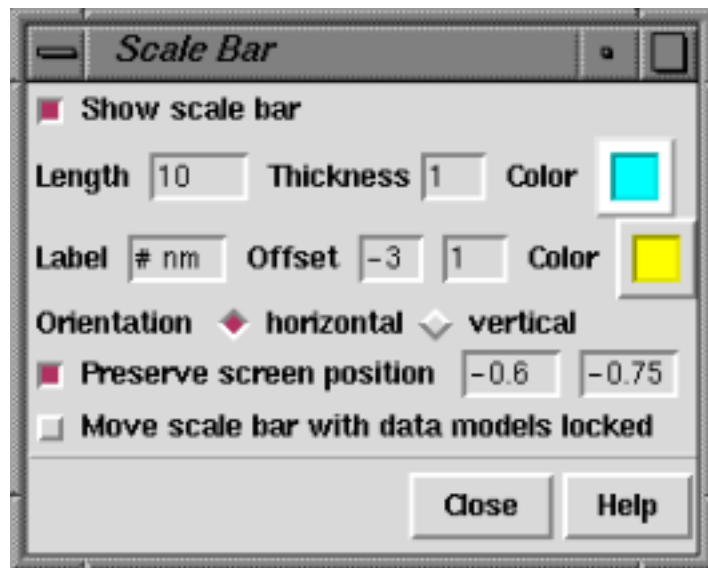 Scale Bar
Show scale bar
Length 10 Thickness 1 Color
Label # nm Offset -3 1 Color
Orientation horizontal vertical
Preserve screen position -0.6 -0.75
Move scale bar with data models locked
Close Help